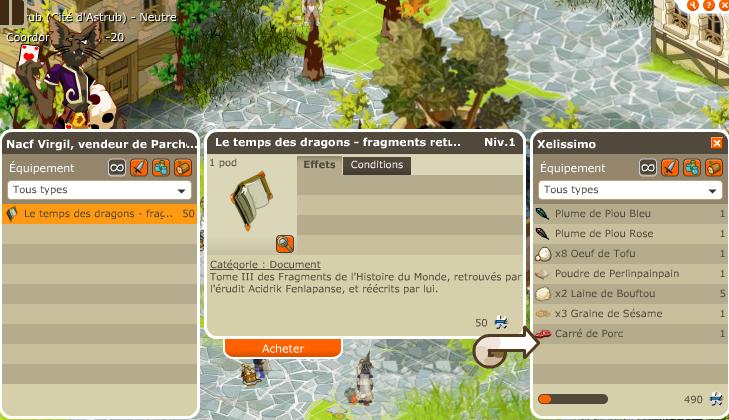 ub (Cité d'Astrub) - Neutre
Coordor -20
Nacf Virgil, vendeur de Parch...
Équipement
Tous types
Le temps des dragons - frag... 50
Le temps des dragons - fragments retr... Niv.1
1 pod
Effets
Conditions
Catégorie : Document
Tome III des Fragments de l'Histoire du Monde, retrouvés par
l'érudit Acidrik Fenlapanse, et réécrits par lui.
50
Acheter
Xelissimo
Équipement
Tous types
Plume de Piou Bleu 1
Plume de Piou Rose 1
x8 Oeuf de Tofu 1
Poudre de Perlinpainpain 1
x2 Laine de Bouftou 5
x3 Graine de Sésame 1
Carré de Porc 1
490